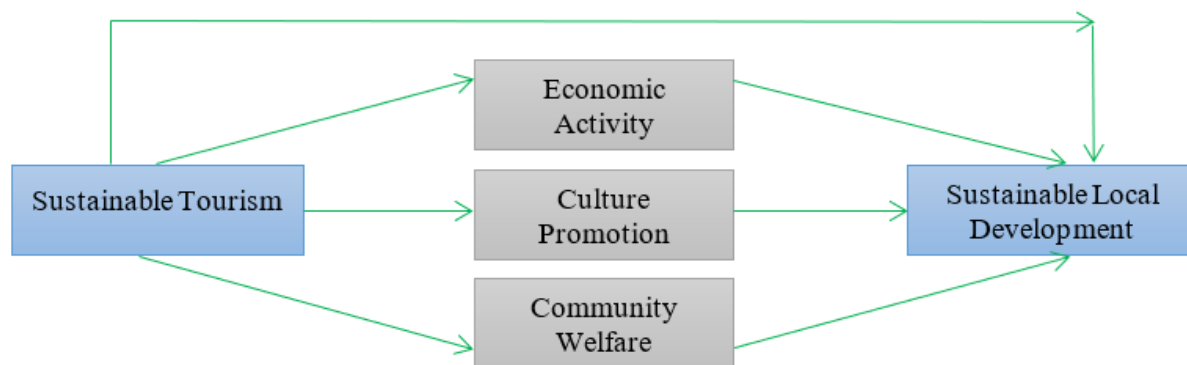 Economic
Activity
Sustainable Tourism
Culture
Promotion
Sustainable Local
Development
Community
Welfare